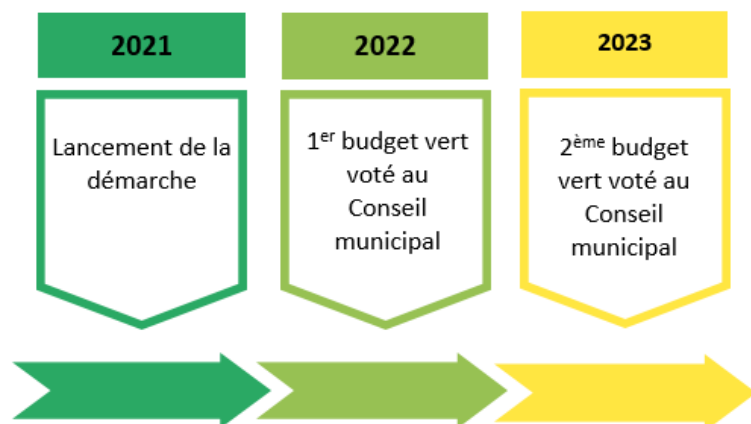 2021
Lancement de la
démarche
2022
1er budget vert
voté au
Conseil
municipal
2023
2ème budget
vert voté au
Conseil
municipal